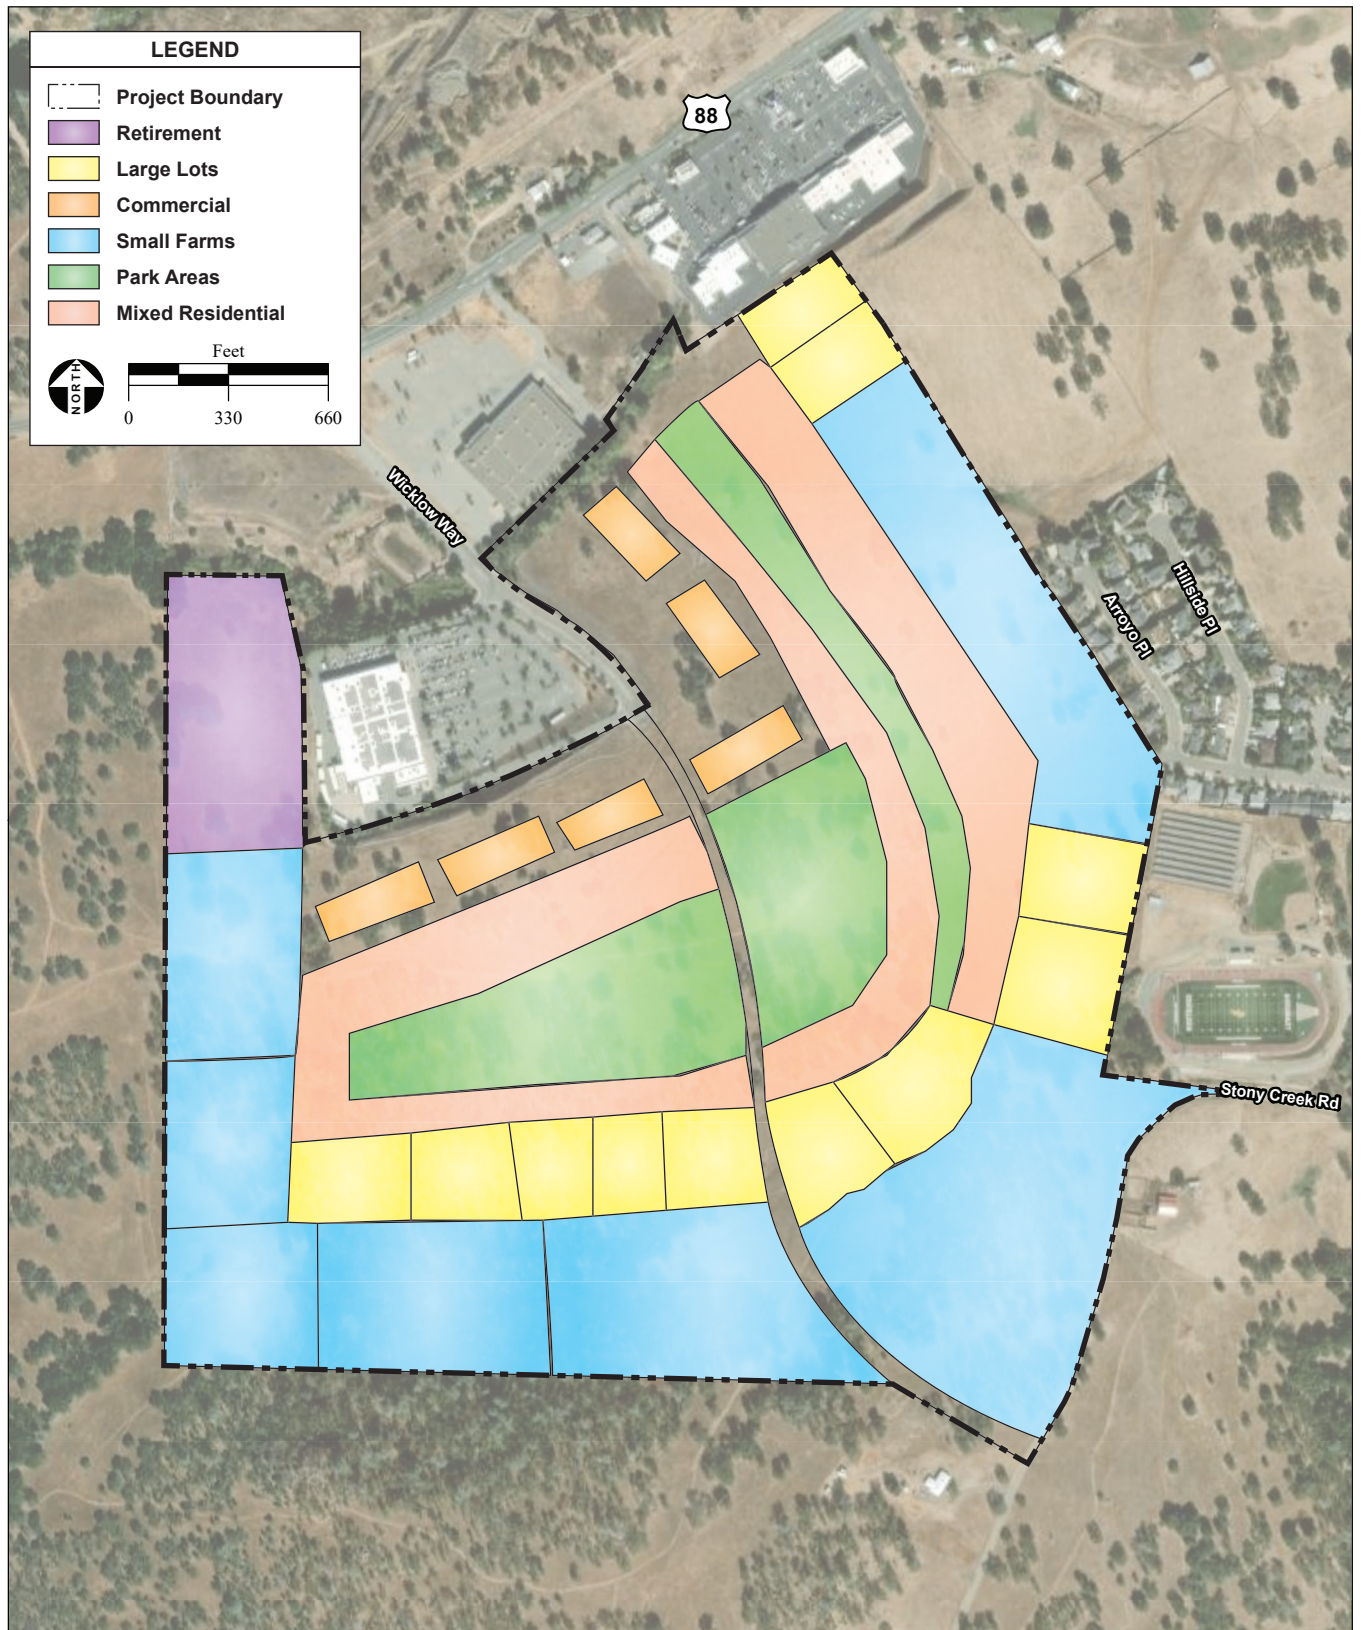 LEGEND
Project Boundary
Retirement
Large Lots
Commercial
Small Farms
Park Areas
Mixed Residential
NORTH
Feet
0 330 660
88
Wicklow Way
Hillside Pl
Arroyo Pl
Stony Creek Rd